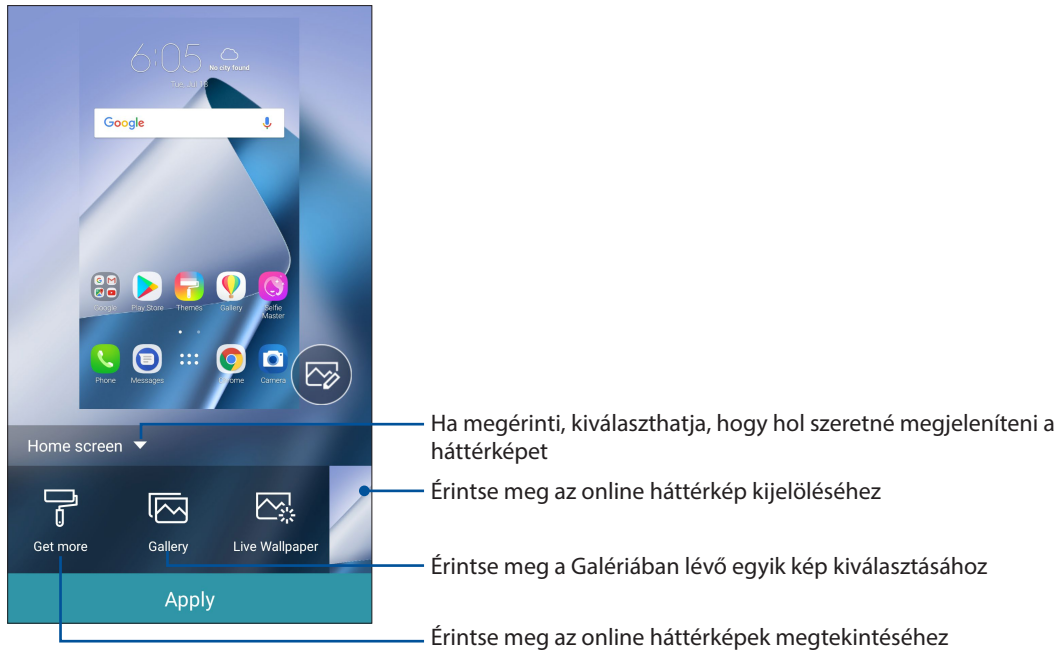 6:05
No city found
Tue, Jul 18
Google
Google
Play Store
Themes
Gallery
Selfie
Master
Phone
Messages
Chrome
Camera
Home screen
Get more
Gallery
Live Wallpaper
Apply
Ha megérinti, kiválaszthatja, hogy hol szeretné megjeleníteni a
háttérképet
Érintse meg az online háttérkép kijelöléséhez
Érintse meg a Galériában lévő egyik kép kiválasztásához
Érintse meg az online háttérképek megtekintéséhez